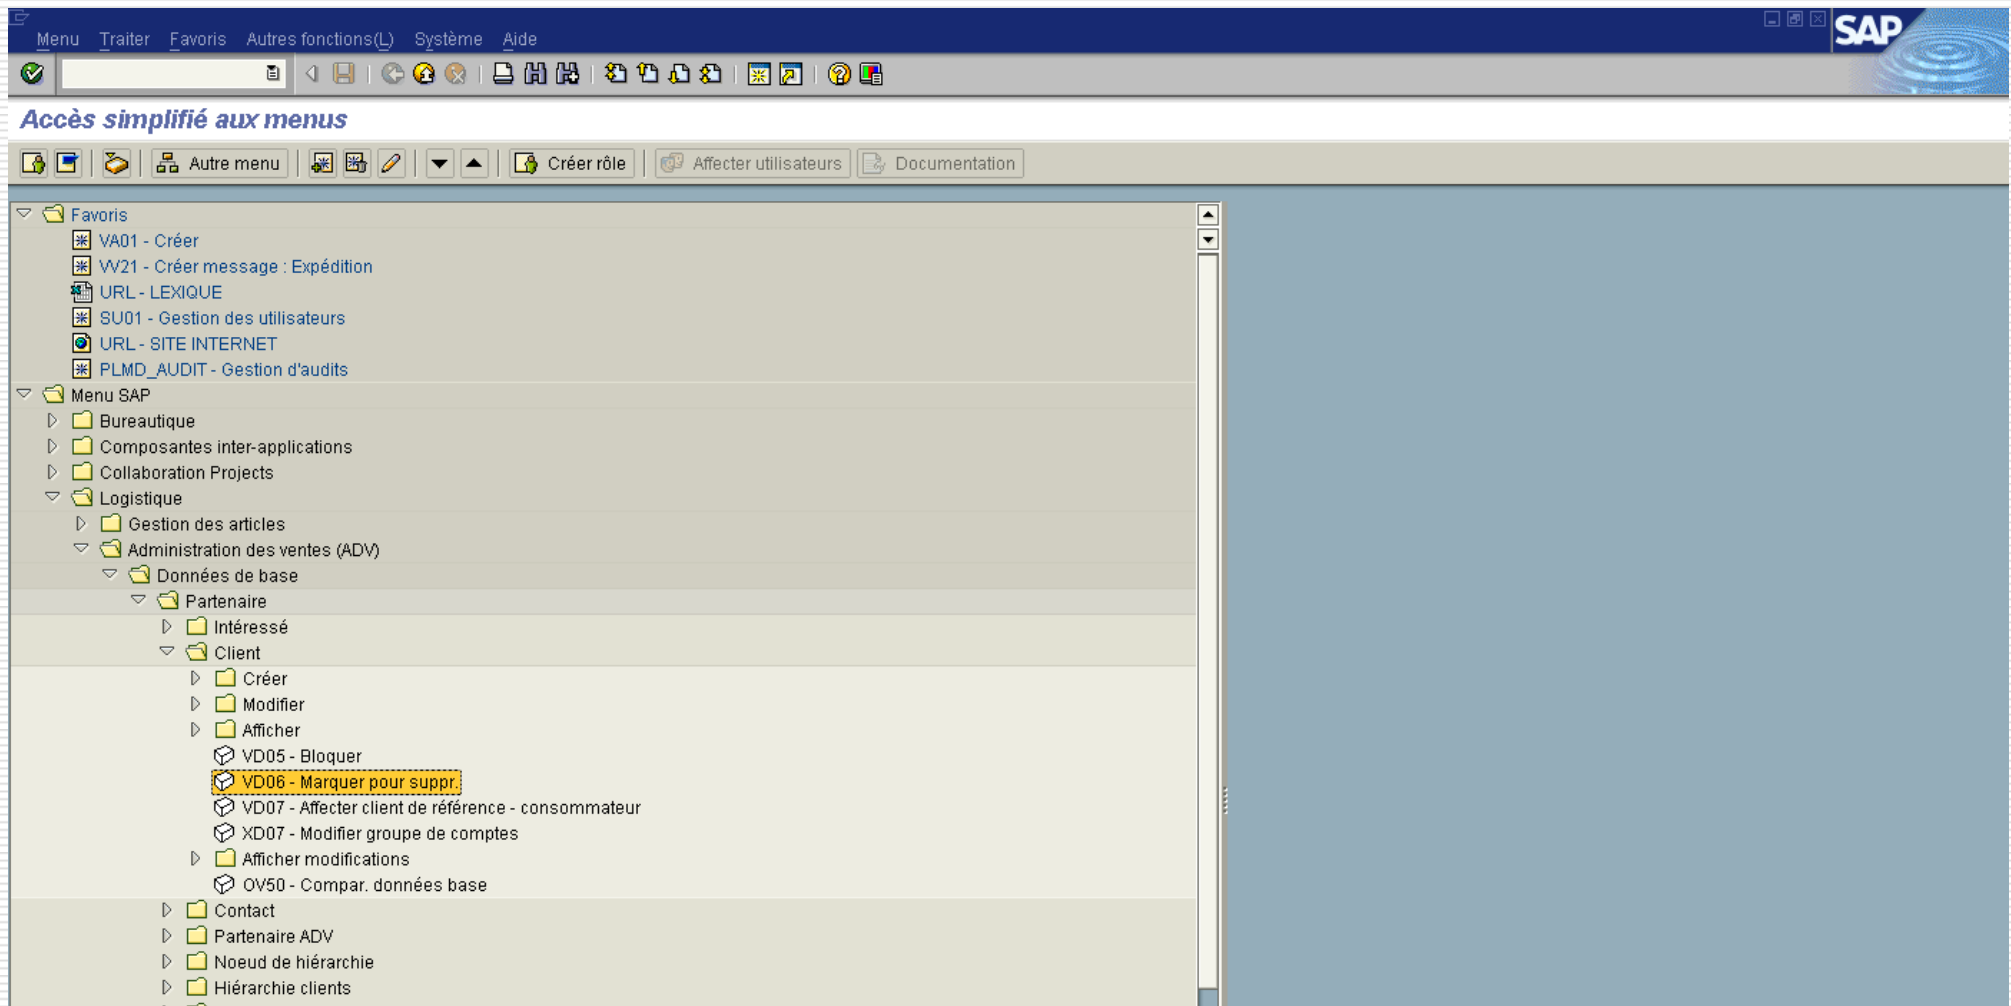 Menu Traiter Favoris Autres fonctions(L) Système Aide
SAP
Accès simplifié aux menus
Autre menu Créer rôle Affecter utilisateurs Documentation
Favoris
VA01 - Créer
VV21 - Créer message : Expédition
URL - LEXIQUE
SU01 - Gestion des utilisateurs
URL - SITE INTERNET
PLMD_AUDIT - Gestion d'audits
Menu SAP
Bureautique
Composantes inter-applications
Collaboration Projects
Logistique
Gestion des articles
Administration des ventes (ADV)
Données de base
Partenaire
Intéressé
Client
Créer
Modifier
Afficher
VD05 - Bloquer
VD06 - Marquer pour suppr.
VD07 - Affecter client de référence - consommateur
XD07 - Modifier groupe de comptes
Afficher modifications
OV50 - Compar. données base
Contact
Partenaire ADV
Noeud de hiérarchie
Hiérarchie clients